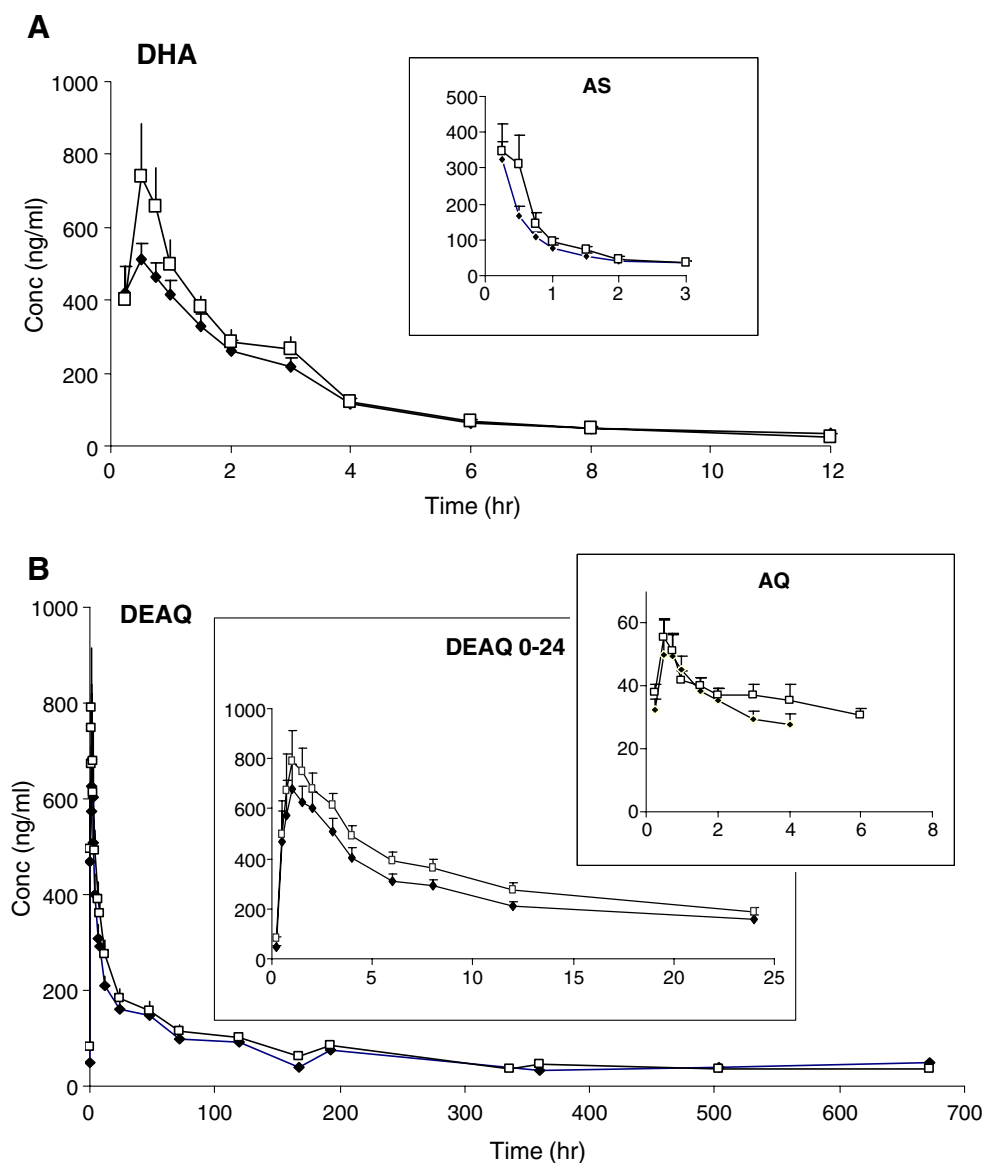 A
DHA
1000
800
600
400
200
0
Conc (ng/ml)
0 2 4 6 8 10 12
Time (hr)
AS
500
400
300
200
100
0
0 1 2 3
B
DEAQ
1000
800
600
400
200
0
Conc (ng/ml)
0 100 200 300 400 500 600 700
Time (hr)
DEAQ 0-24
1000
800
600
400
200
0
0 5 10 15 20 25
AQ
60
40
20
0
0 2 4 6 8